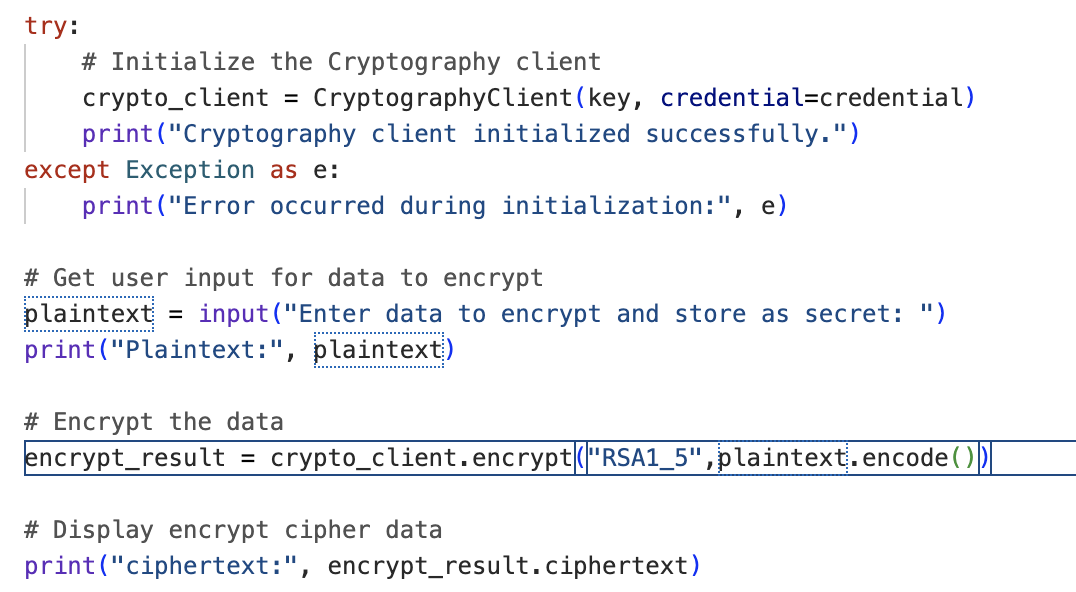 try:
    # Initialize the Cryptography client
    crypto_client = CryptographyClient(key, credential=credential)
    print("Cryptography client initialized successfully.")
except Exception as e:
    print("Error occurred during initialization:", e)

# Get user input for data to encrypt
plaintext = input("Enter data to encrypt and store as secret: ")
print("Plaintext:", plaintext)

# Encrypt the data
encrypt_result = crypto_client.encrypt("RSA1_5",plaintext.encode())

# Display encrypt cipher data
print("ciphertext:", encrypt_result.ciphertext)